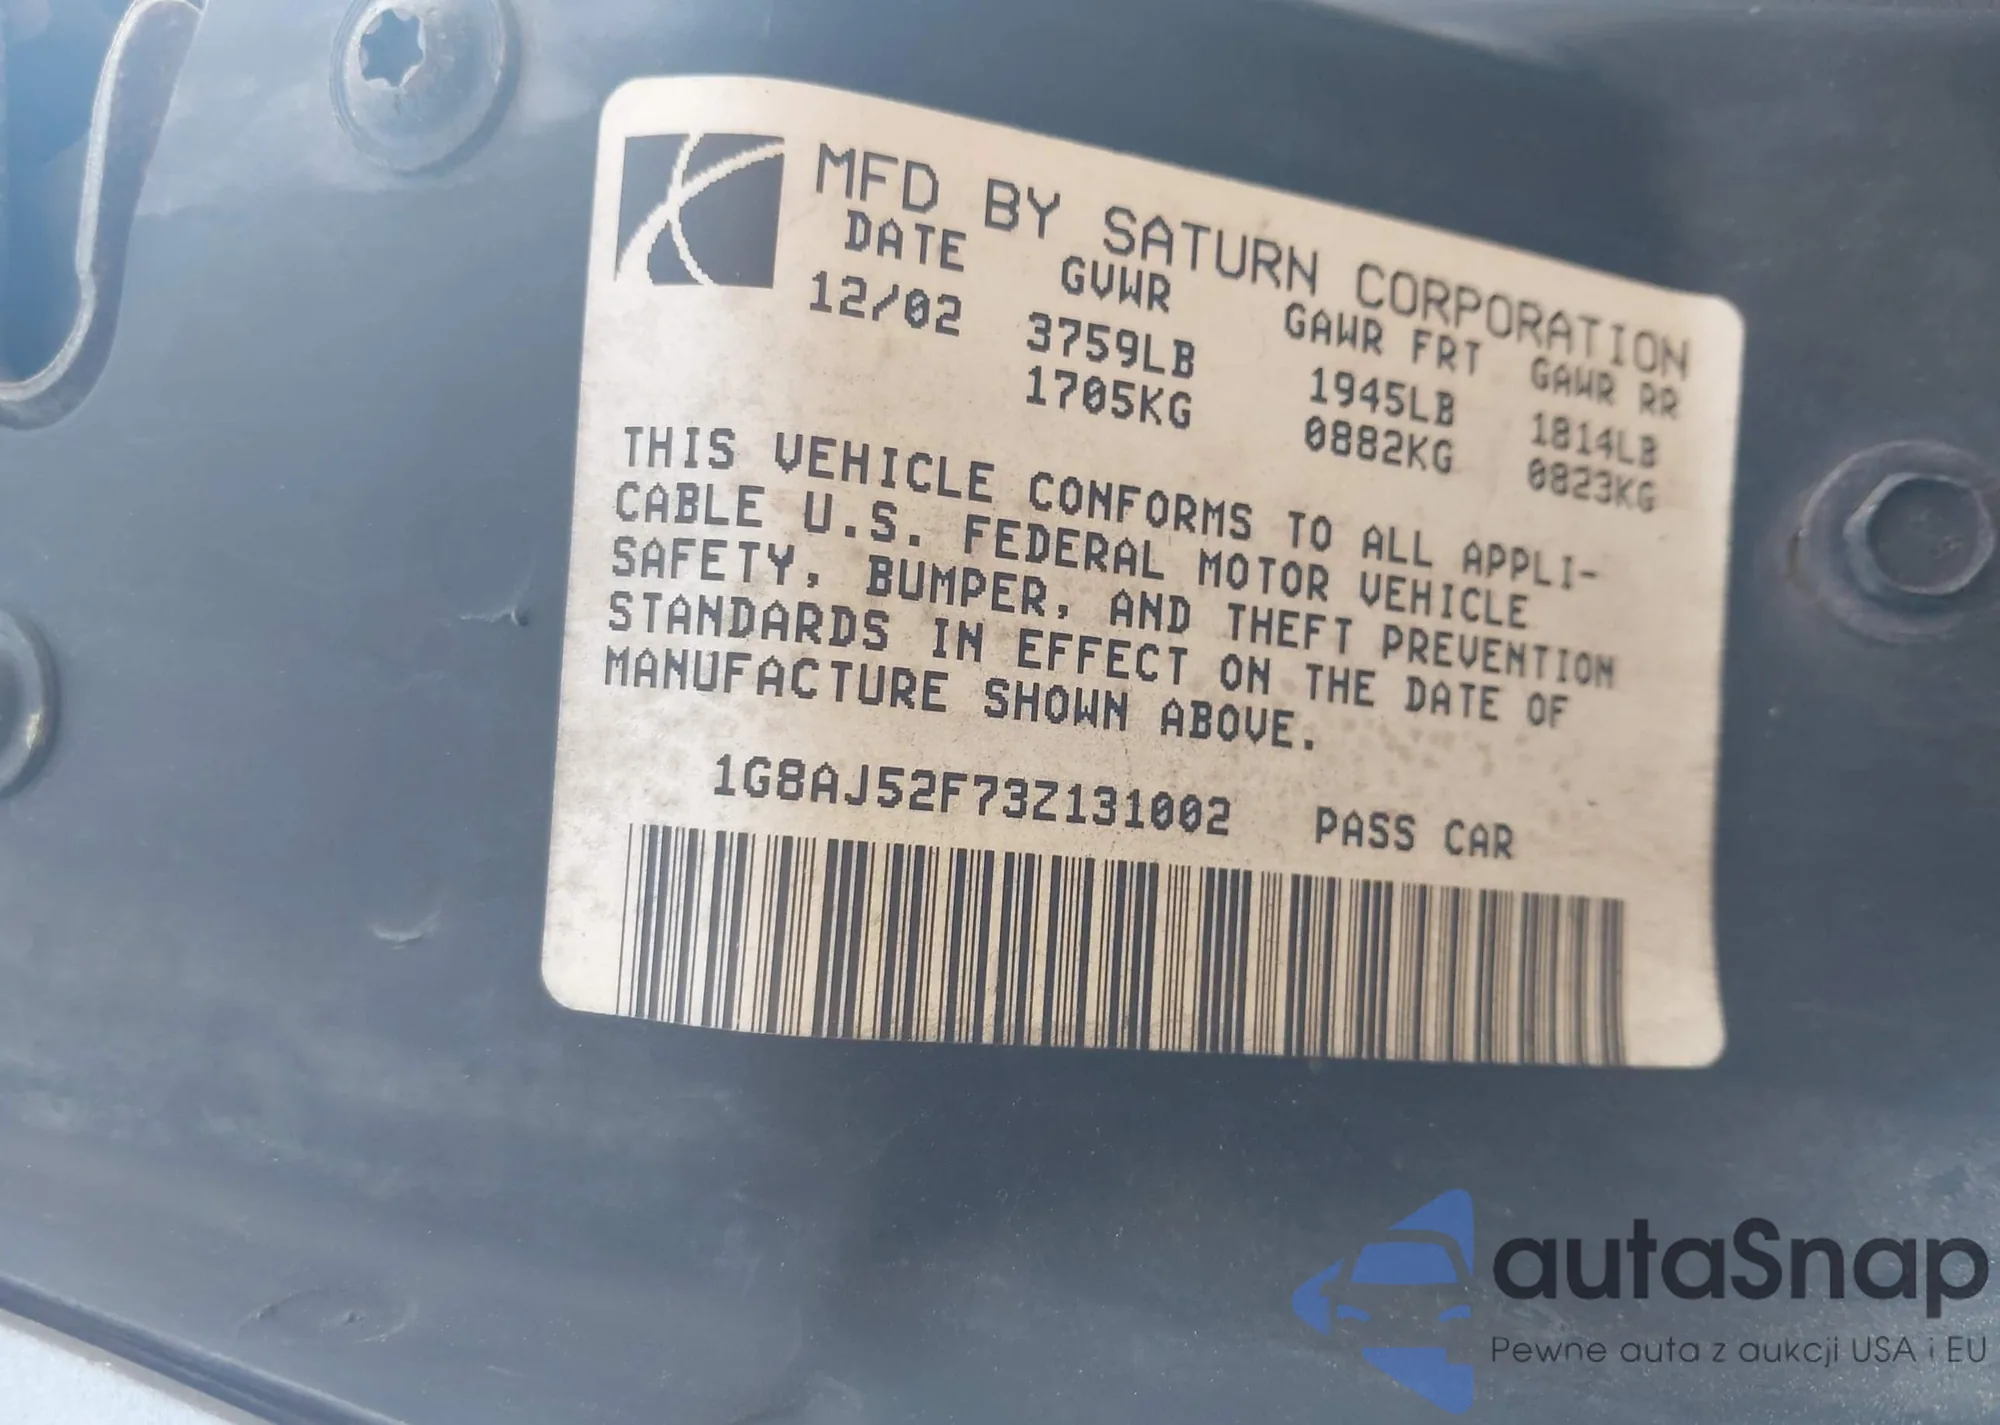 MFD BY SATURN CORPORATION
DATE GVWR GAWR FRT GAWR RR
12/02 3759LB 1945LB 1814LB
1705KG 0882KG 0823KG
THIS VEHICLE CONFORMS TO ALL APPLI-
CABLE U.S. FEDERAL MOTOR VEHICLE
SAFETY, BUMPER, AND THEFT PREVENTION
STANDARDS IN EFFECT ON THE DATE OF
MANUFACTURE SHOWN ABOVE.
1G8AJ52F73Z131002 PASS CAR
autaSnap
Pewne auta z aukcji USA i EU